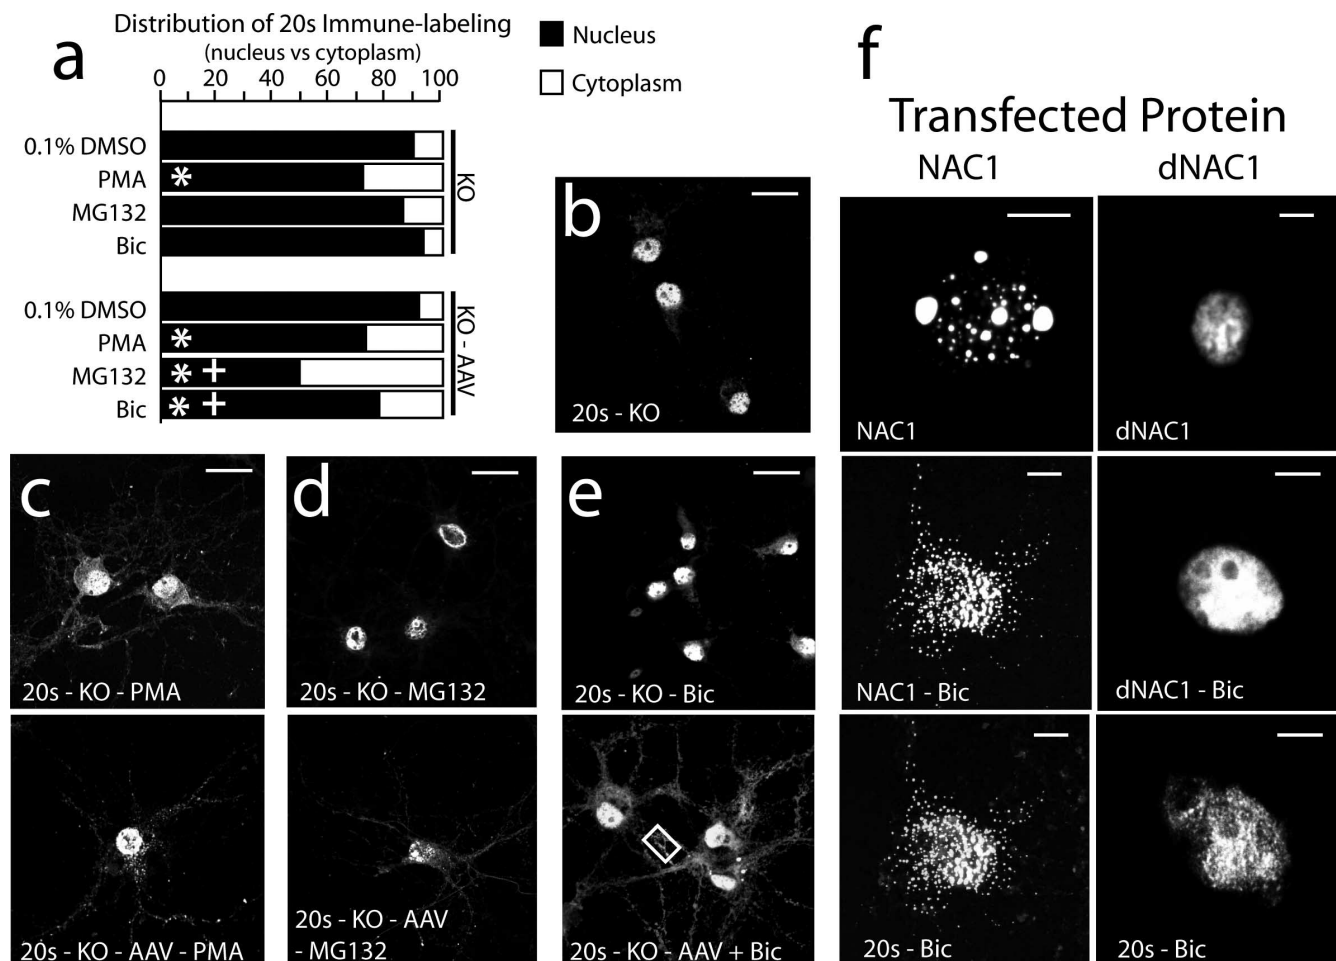 a
Distribution of 20s Immune-labeling
(nucleus vs cytoplasm)
0 20 40 60 80 100
Nucleus
Cytoplasm
0.1% DMSO
PMA *
MG132
Bic
KO
0.1% DMSO
PMA *
MG132 * +
Bic * +
KO - AAV
b
20s - KO
c
20s - KO - PMA
20s - KO - AAV - PMA
d
20s - KO - MG132
20s - KO - AAV
- MG132
e
20s - KO - Bic
20s - KO - AAV + Bic
f
Transfected Protein
NAC1 dNAC1
NAC1
dNAC1
NAC1 - Bic
dNAC1 - Bic
20s - Bic
20s - Bic